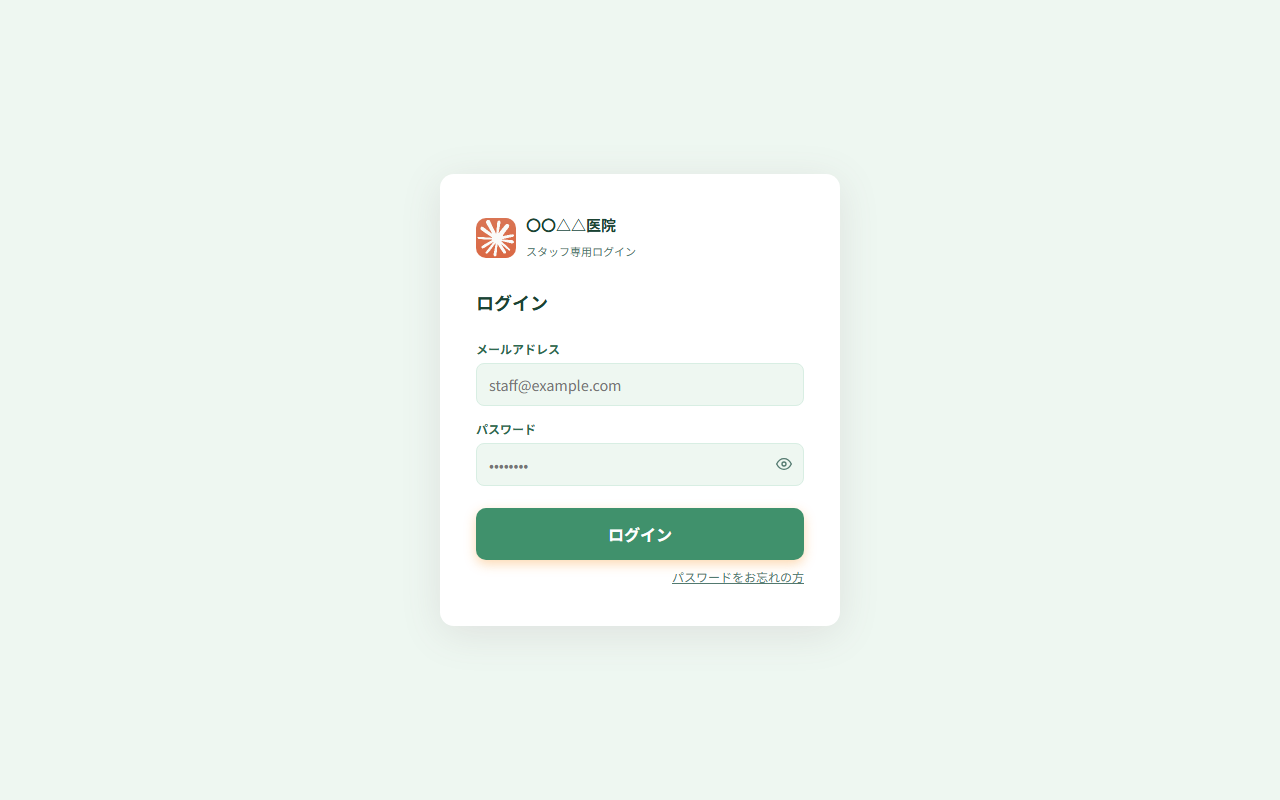 〇〇△△医院
スタッフ専用ログイン
ログイン
メールアドレス
staff@example.com
パスワード
••••••••
ログイン
パスワードをお忘れの方